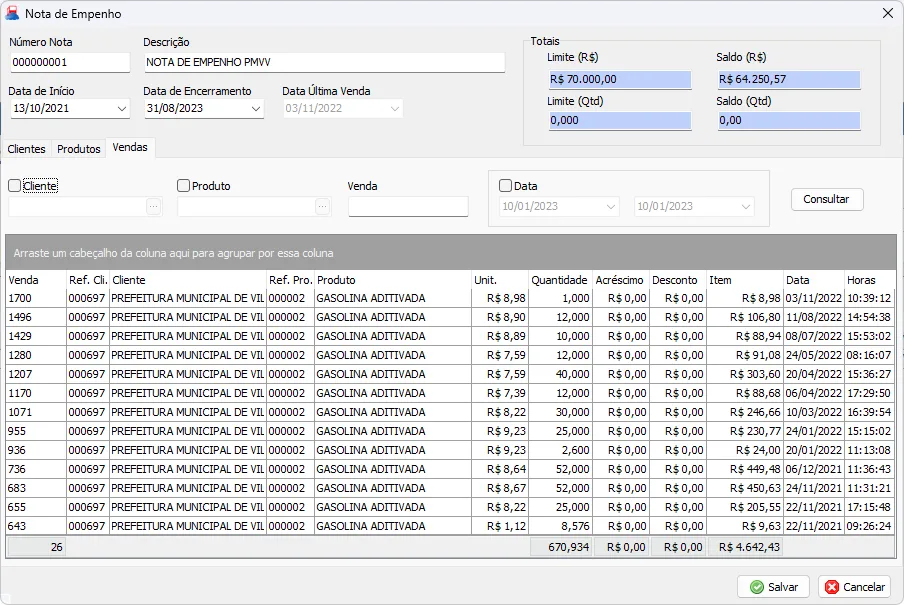 Nota de Empenho
Número Nota
Descrição
000000001
NOTA DE EMPENHO PMVV
Data de Início
Data de Encerramento
Data Última Venda
13/10/2021
31/08/2023
03/11/2022
Totais
Limite (R$)
Saldo (R$)
R$ 70.000,00
R$ 64.250,57
Limite (Qtd)
Saldo (Qtd)
0,000
0,00
Clientes Produtos Vendas
Cliente
Produto
Venda
Data
10/01/2023
10/01/2023
Consultar
Arraste um cabeçalho da coluna aqui para agrupar por essa coluna
Venda Ref. Cli. Cliente Ref. Pro. Produto Unit. Quantidade Acréscimo Desconto Item Data Horas
1700 000697 PREFEITURA MUNICIPAL DE VIL 000002 GASOLINA ADITIVADA R$ 8,98 1,000 R$ 0,00 R$ 0,00 R$ 8,98 03/11/2022 10:39:12
1496 000697 PREFEITURA MUNICIPAL DE VIL 000002 GASOLINA ADITIVADA R$ 8,90 12,000 R$ 0,00 R$ 0,00 R$ 106,80 11/08/2022 14:54:38
1429 000697 PREFEITURA MUNICIPAL DE VIL 000002 GASOLINA ADITIVADA R$ 8,89 10,000 R$ 0,00 R$ 0,00 R$ 88,94 08/07/2022 15:53:02
1280 000697 PREFEITURA MUNICIPAL DE VIL 000002 GASOLINA ADITIVADA R$ 7,59 12,000 R$ 0,00 R$ 0,00 R$ 91,08 24/05/2022 08:16:07
1207 000697 PREFEITURA MUNICIPAL DE VIL 000002 GASOLINA ADITIVADA R$ 7,59 40,000 R$ 0,00 R$ 0,00 R$ 303,60 20/04/2022 15:36:27
1170 000697 PREFEITURA MUNICIPAL DE VIL 000002 GASOLINA ADITIVADA R$ 7,39 12,000 R$ 0,00 R$ 0,00 R$ 88,68 06/04/2022 17:29:50
1071 000697 PREFEITURA MUNICIPAL DE VIL 000002 GASOLINA ADITIVADA R$ 8,22 30,000 R$ 0,00 R$ 0,00 R$ 246,66 10/03/2022 16:39:54
955 000697 PREFEITURA MUNICIPAL DE VIL 000002 GASOLINA ADITIVADA R$ 9,23 25,000 R$ 0,00 R$ 0,00 R$ 230,77 24/01/2022 15:15:02
936 000697 PREFEITURA MUNICIPAL DE VIL 000002 GASOLINA ADITIVADA R$ 9,23 2,600 R$ 0,00 R$ 0,00 R$ 24,00 20/01/2022 11:13:08
736 000697 PREFEITURA MUNICIPAL DE VIL 000002 GASOLINA ADITIVADA R$ 8,64 52,000 R$ 0,00 R$ 0,00 R$ 449,48 06/12/2021 11:36:43
683 000697 PREFEITURA MUNICIPAL DE VIL 000002 GASOLINA ADITIVADA R$ 8,67 52,000 R$ 0,00 R$ 0,00 R$ 450,63 24/11/2021 11:31:21
655 000697 PREFEITURA MUNICIPAL DE VIL 000002 GASOLINA ADITIVADA R$ 8,22 25,000 R$ 0,00 R$ 0,00 R$ 205,55 22/11/2021 17:15:48
643 000697 PREFEITURA MUNICIPAL DE VIL 000002 GASOLINA ADITIVADA R$ 1,12 8,576 R$ 0,00 R$ 0,00 R$ 9,63 22/11/2021 09:26:24
26 670,934 R$ 0,00 R$ 0,00 R$ 4.642,43
Salvar Cancelar